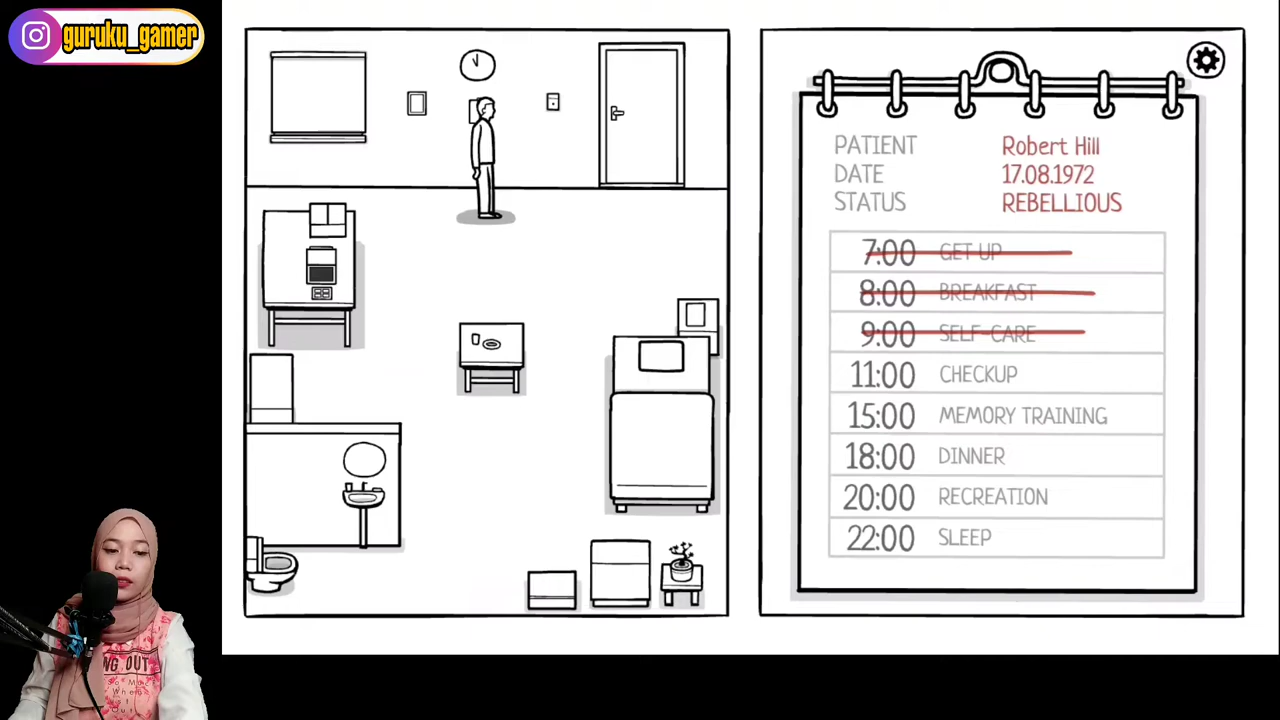 guruku_gamer
PATIENT Robert Hill
DATE 17.08.1972
STATUS REBELLIOUS
7:00 GET UP
8:00 BREAKFAST
9:00 SELF-CARE
11:00 CHECKUP
15:00 MEMORY TRAINING
18:00 DINNER
20:00 RECREATION
22:00 SLEEP